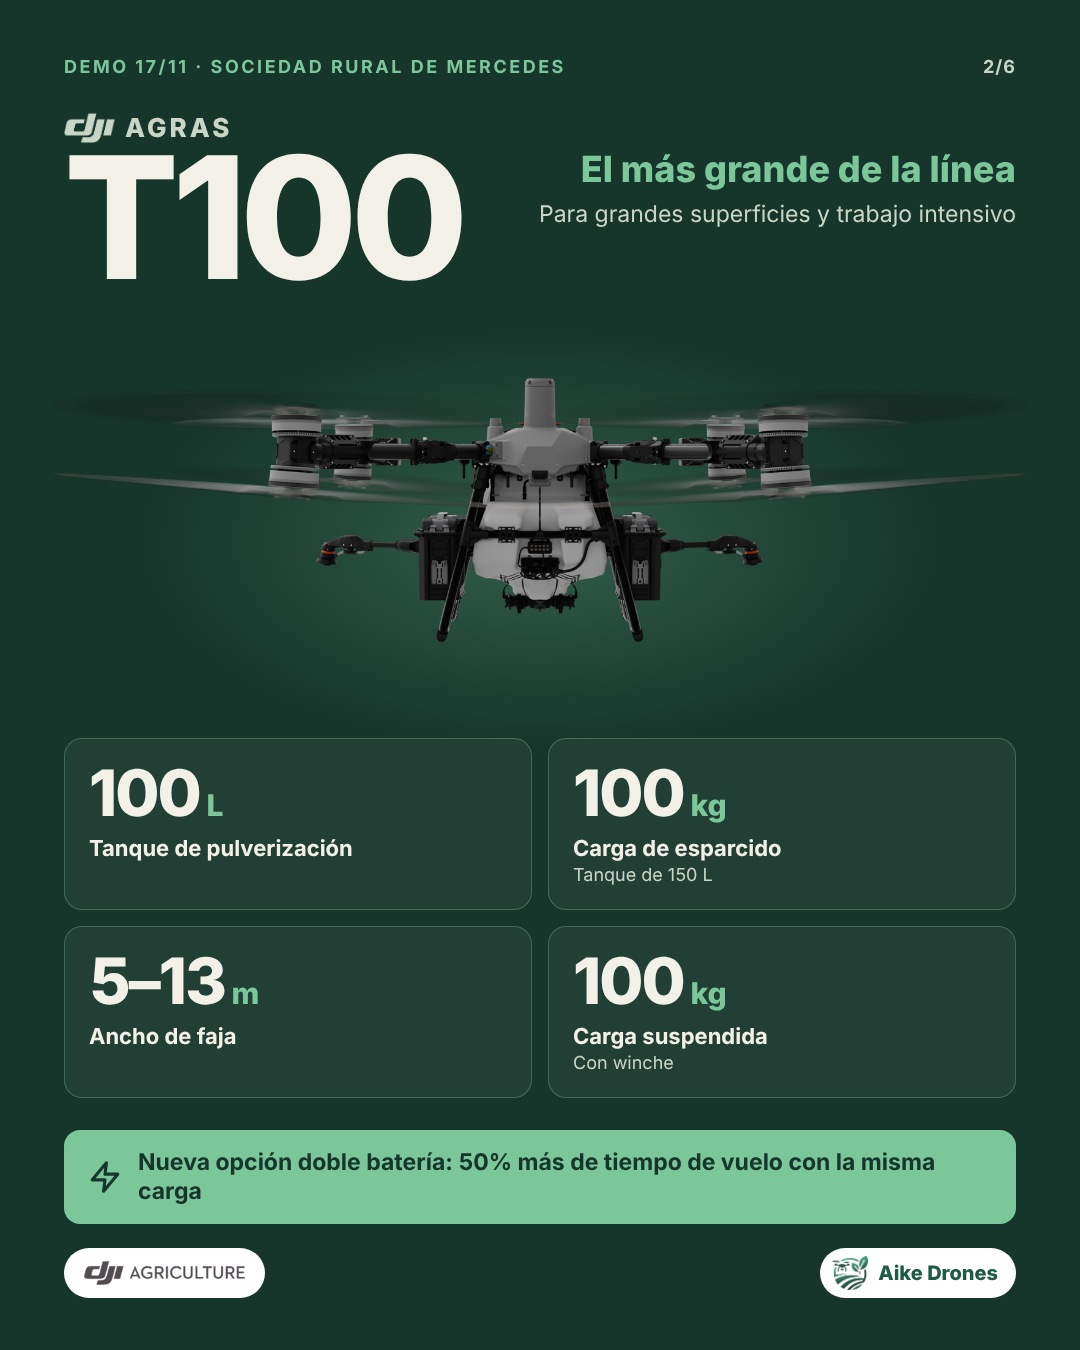 DEMO 17/11 · SOCIEDAD RURAL DE MERCEDES
2/6
dji AGRAS
T100
El más grande de la línea
Para grandes superficies y trabajo intensivo
100 L
Tanque de pulverización
100 kg
Carga de esparcido
Tanque de 150 L
5–13 m
Ancho de faja
100 kg
Carga suspendida
Con winche
Nueva opción doble batería: 50% más de tiempo de vuelo con la misma
carga
dji AGRICULTURE
Aike Drones